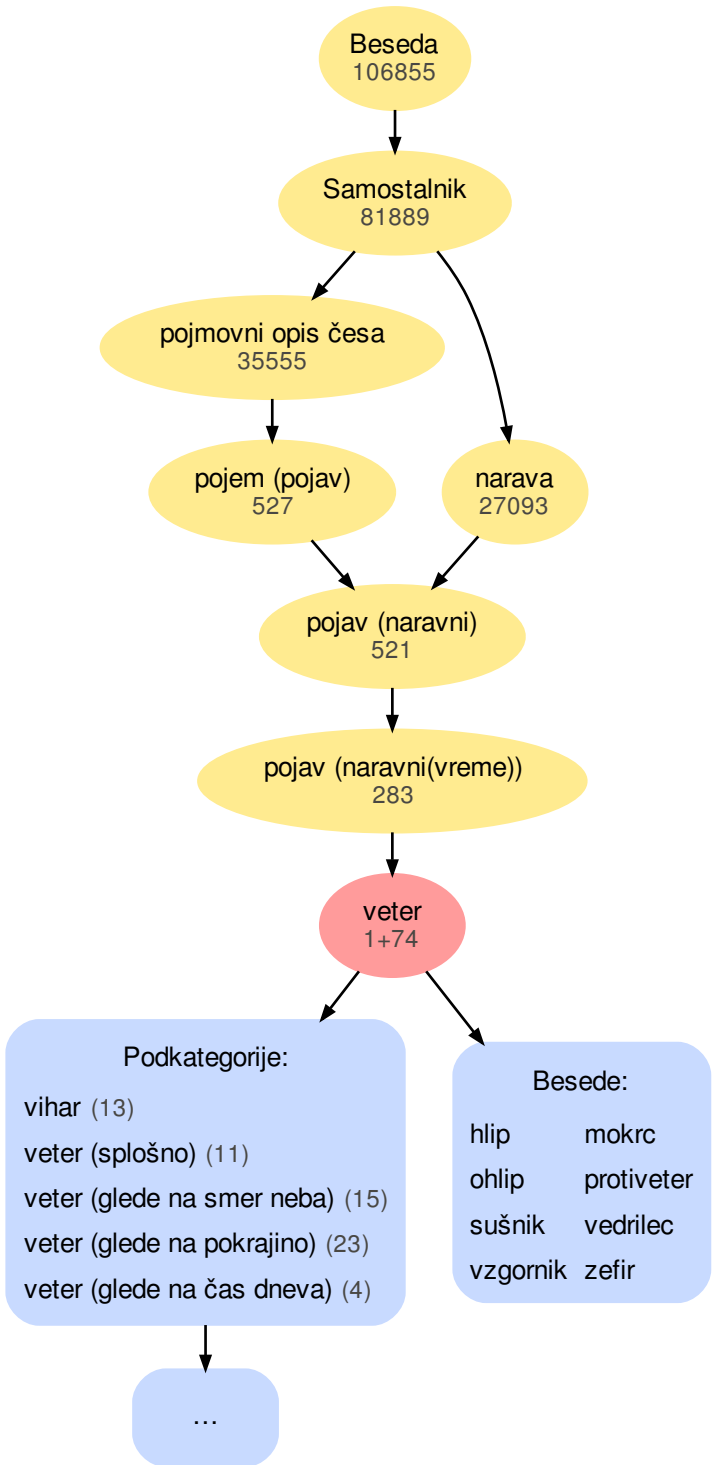 Beseda
106855
Samostalnik
81889
pojmovni opis česa
35555
pojem (pojav)
527
narava
27093
pojav (naravni)
521
pojav (naravni(vreme))
283
veter
1+74
Podkategorije:
vihar (13)
veter (splošno) (11)
veter (glede na smer neba) (15)
veter (glede na pokrajino) (23)
veter (glede na čas dneva) (4)
Besede:
hlip mokrc
ohlip protiveter
sušnik vedrilec
vzgornik zefir
...